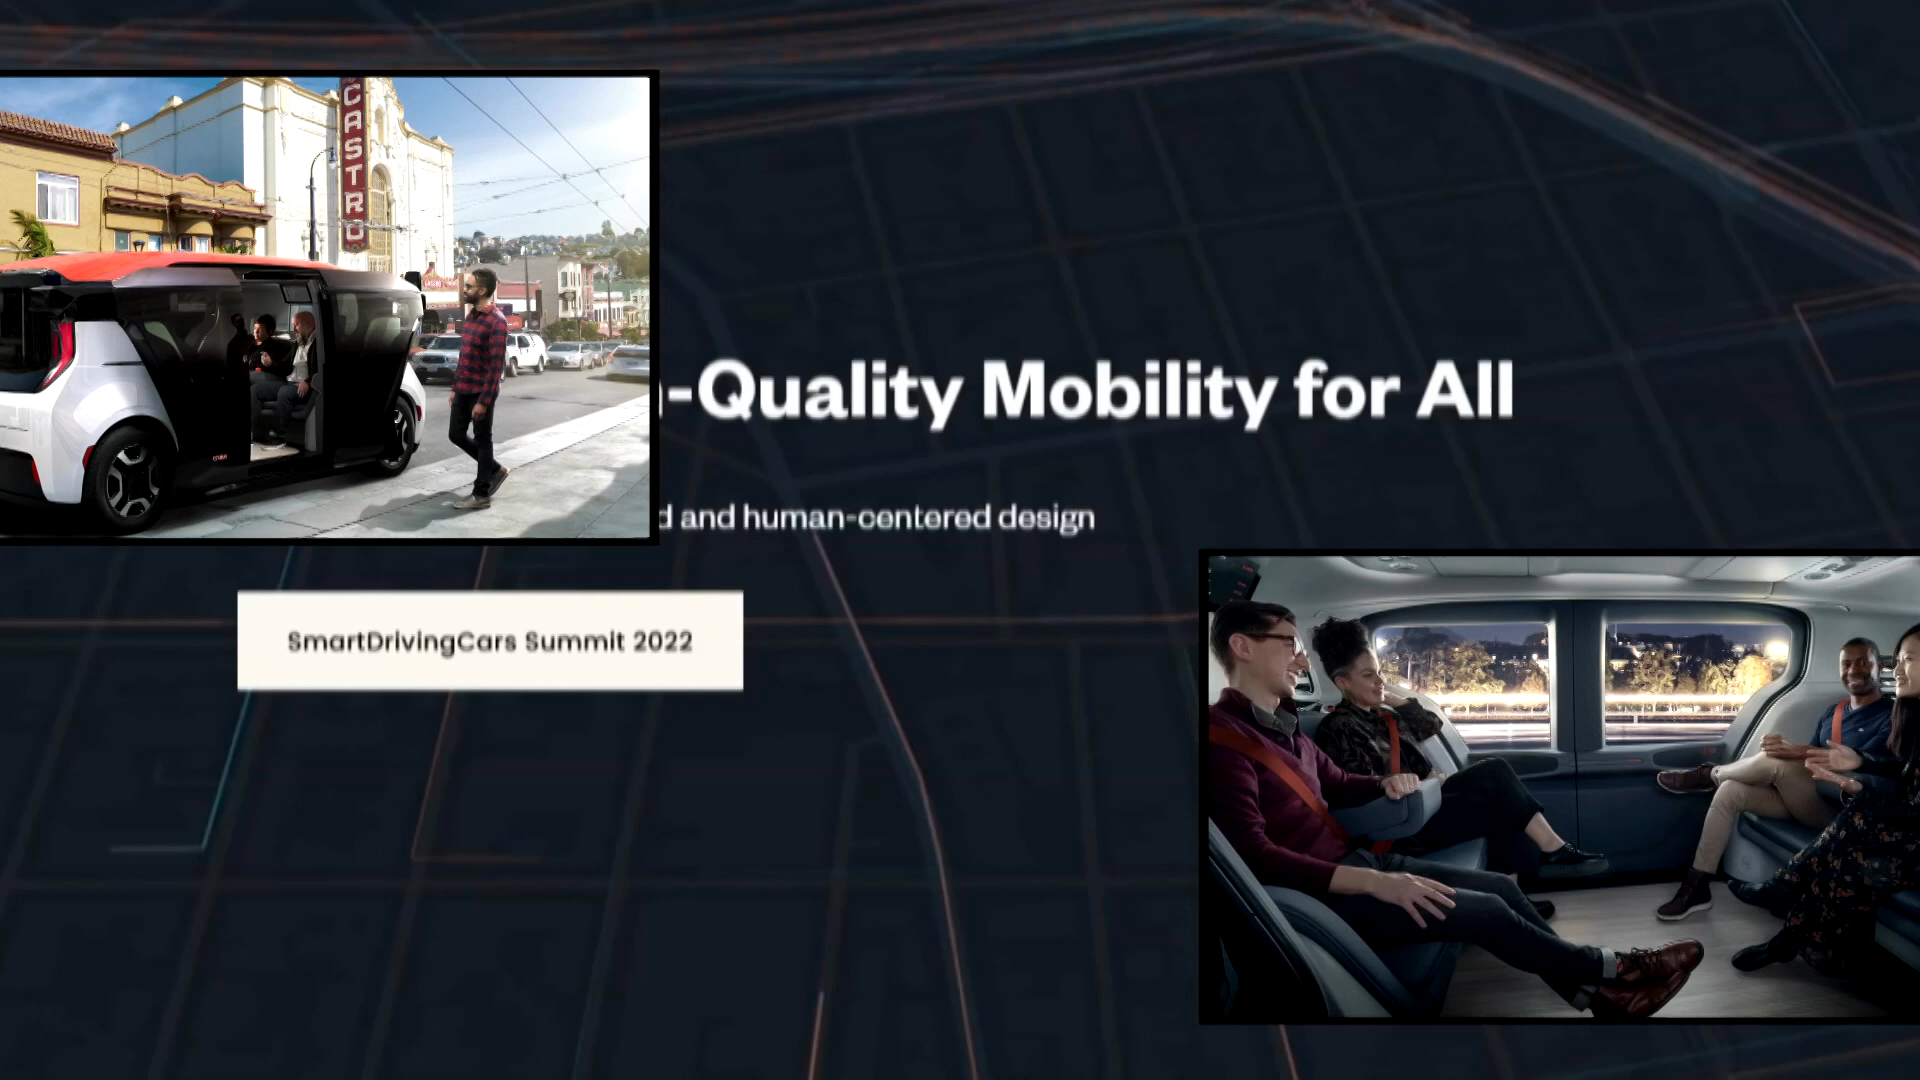 CASTRO
-Quality Mobility for All
d and human-centered design
SmartDrivingCars Summit 2022